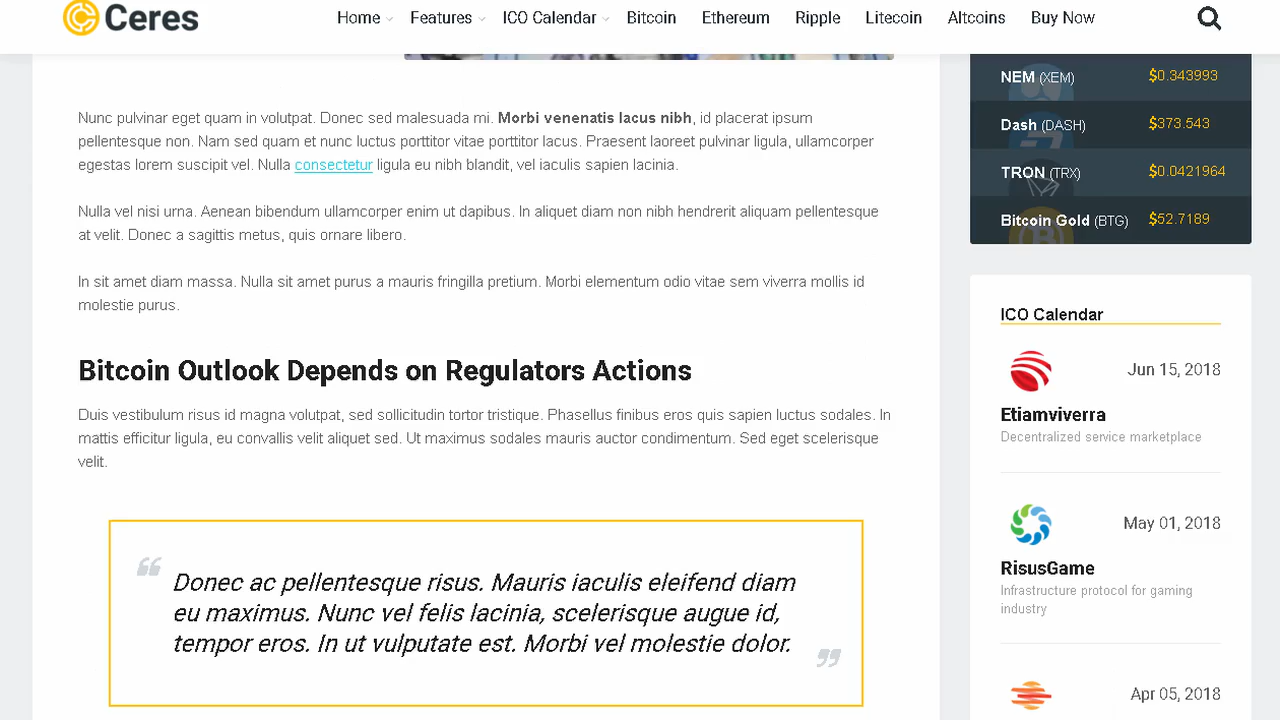 Ceres
Home Features ICO Calendar Bitcoin Ethereum Ripple Litecoin Altcoins Buy Now
Nunc pulvinar eget quam in volutpat. Donec sed malesuada mi. Morbi venenatis lacus nibh, id placerat ipsum
pellentesque non. Nam sed quam et nunc luctus porttitor vitae porttitor lacus. Praesent laoreet pulvinar ligula, ullamcorper
egestas lorem suscipit vel. Nulla consectetur ligula eu nibh blandit, vel iaculis sapien lacinia.
Nulla vel nisi urna. Aenean bibendum ullamcorper enim ut dapibus. In aliquet diam non nibh hendrerit aliquam pellentesque
at velit. Donec a sagittis metus, quis ornare libero.
In sit amet diam massa. Nulla sit amet purus a mauris fringilla pretium. Morbi elementum odio vitae sem viverra mollis id
molestie purus.
Bitcoin Outlook Depends on Regulators Actions
Duis vestibulum risus id magna volutpat, sed sollicitudin tortor tristique. Phasellus finibus eros quis sapien luctus sodales. In
mattis efficitur ligula, eu convallis velit aliquet sed. Ut maximus sodales mauris auctor condimentum. Sed eget scelerisque
velit.
“ Donec ac pellentesque risus. Mauris iaculis eleifend diam
eu maximus. Nunc vel felis lacinia, scelerisque augue id,
tempor eros. In ut vulputate est. Morbi vel molestie dolor. ”
NEM (XEM) $0.343993
Dash (DASH) $373.543
TRON (TRX) $0.0421964
Bitcoin Gold (BTG) $52.7189
ICO Calendar
Jun 15, 2018
Etiamviverra
Decentralized service marketplace
May 01, 2018
RisusGame
Infrastructure protocol for gaming
industry
Apr 05, 2018